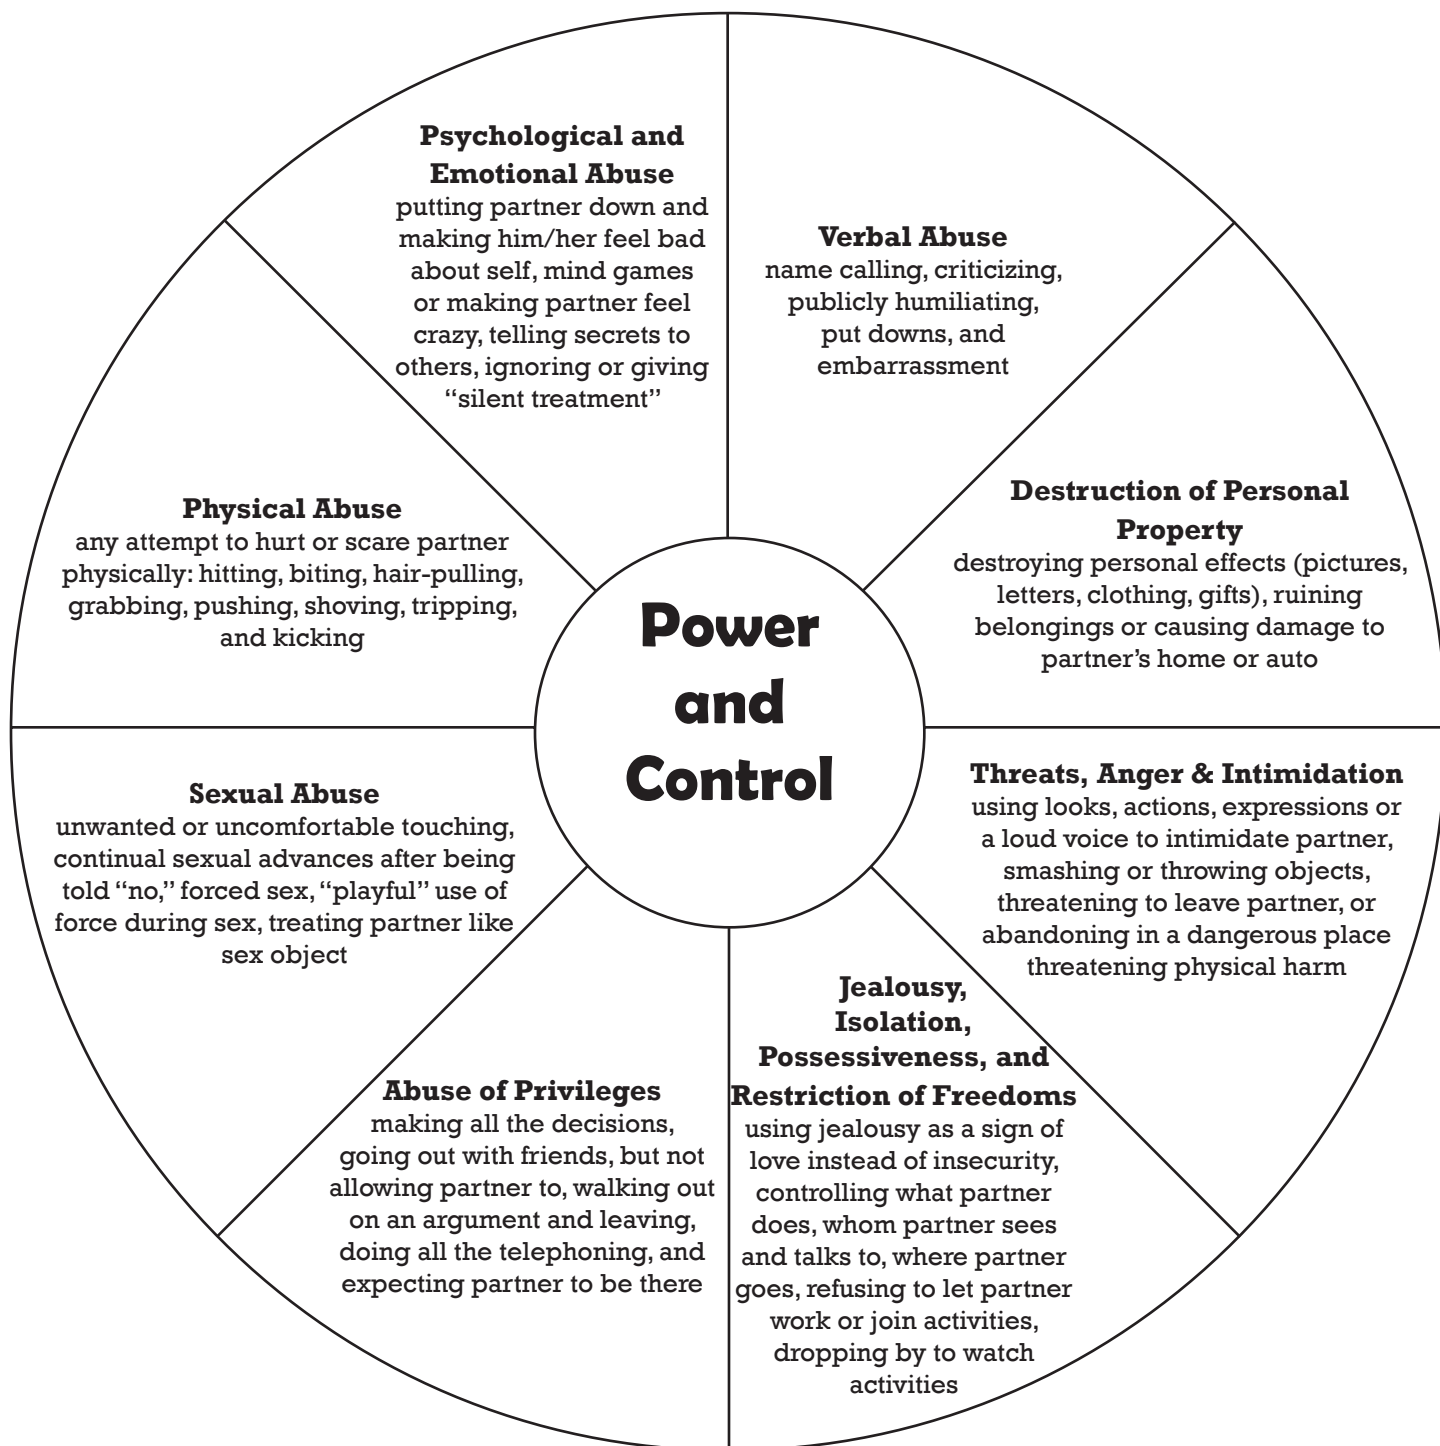 Psychological and
Emotional Abuse
putting partner down and
making him/her feel bad
about self, mind games
or making partner feel
crazy, telling secrets to
others, ignoring or giving
“silent treatment”
Verbal Abuse
name calling, criticizing,
publicly humiliating,
put downs, and
embarrassment
Destruction of Personal
Property
destroying personal effects (pictures,
letters, clothing, gifts), ruining
belongings or causing damage to
partner’s home or auto
Physical Abuse
any attempt to hurt or scare partner
physically: hitting, biting, hair-pulling,
grabbing, pushing, shoving, tripping,
and kicking
Power
and
Control
Threats, Anger & Intimidation
using looks, actions, expressions or
a loud voice to intimidate partner,
smashing or throwing objects,
threatening to leave partner, or
abandoning in a dangerous place
threatening physical harm
Sexual Abuse
unwanted or uncomfortable touching,
continual sexual advances after being
told “no,” forced sex, “playful” use of
force during sex, treating partner like
sex object
Jealousy,
Isolation,
Possessiveness, and
Restriction of Freedoms
using jealousy as a sign of
love instead of insecurity,
controlling what partner
does, whom partner sees
and talks to, where partner
goes, refusing to let partner
work or join activities,
dropping by to watch
activities
Abuse of Privileges
making all the decisions,
going out with friends, but not
allowing partner to, walking out
on an argument and leaving,
doing all the telephoning, and
expecting partner to be there